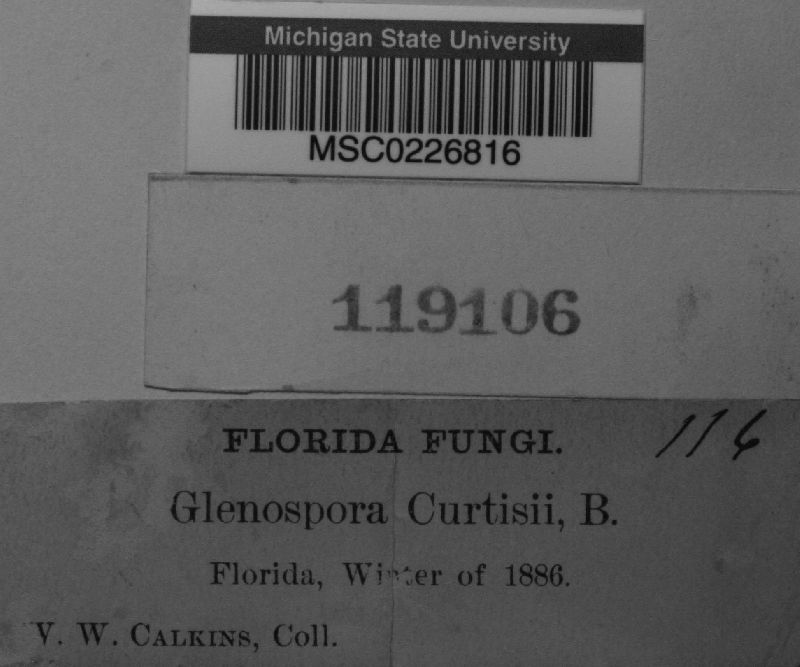 Michigan State University
MSC0226816
119106
FLORIDA FUNGI. 116
Glenospora Curtisii, B.
Florida, Winter of 1886.
V. W. CALKINS, Coll.